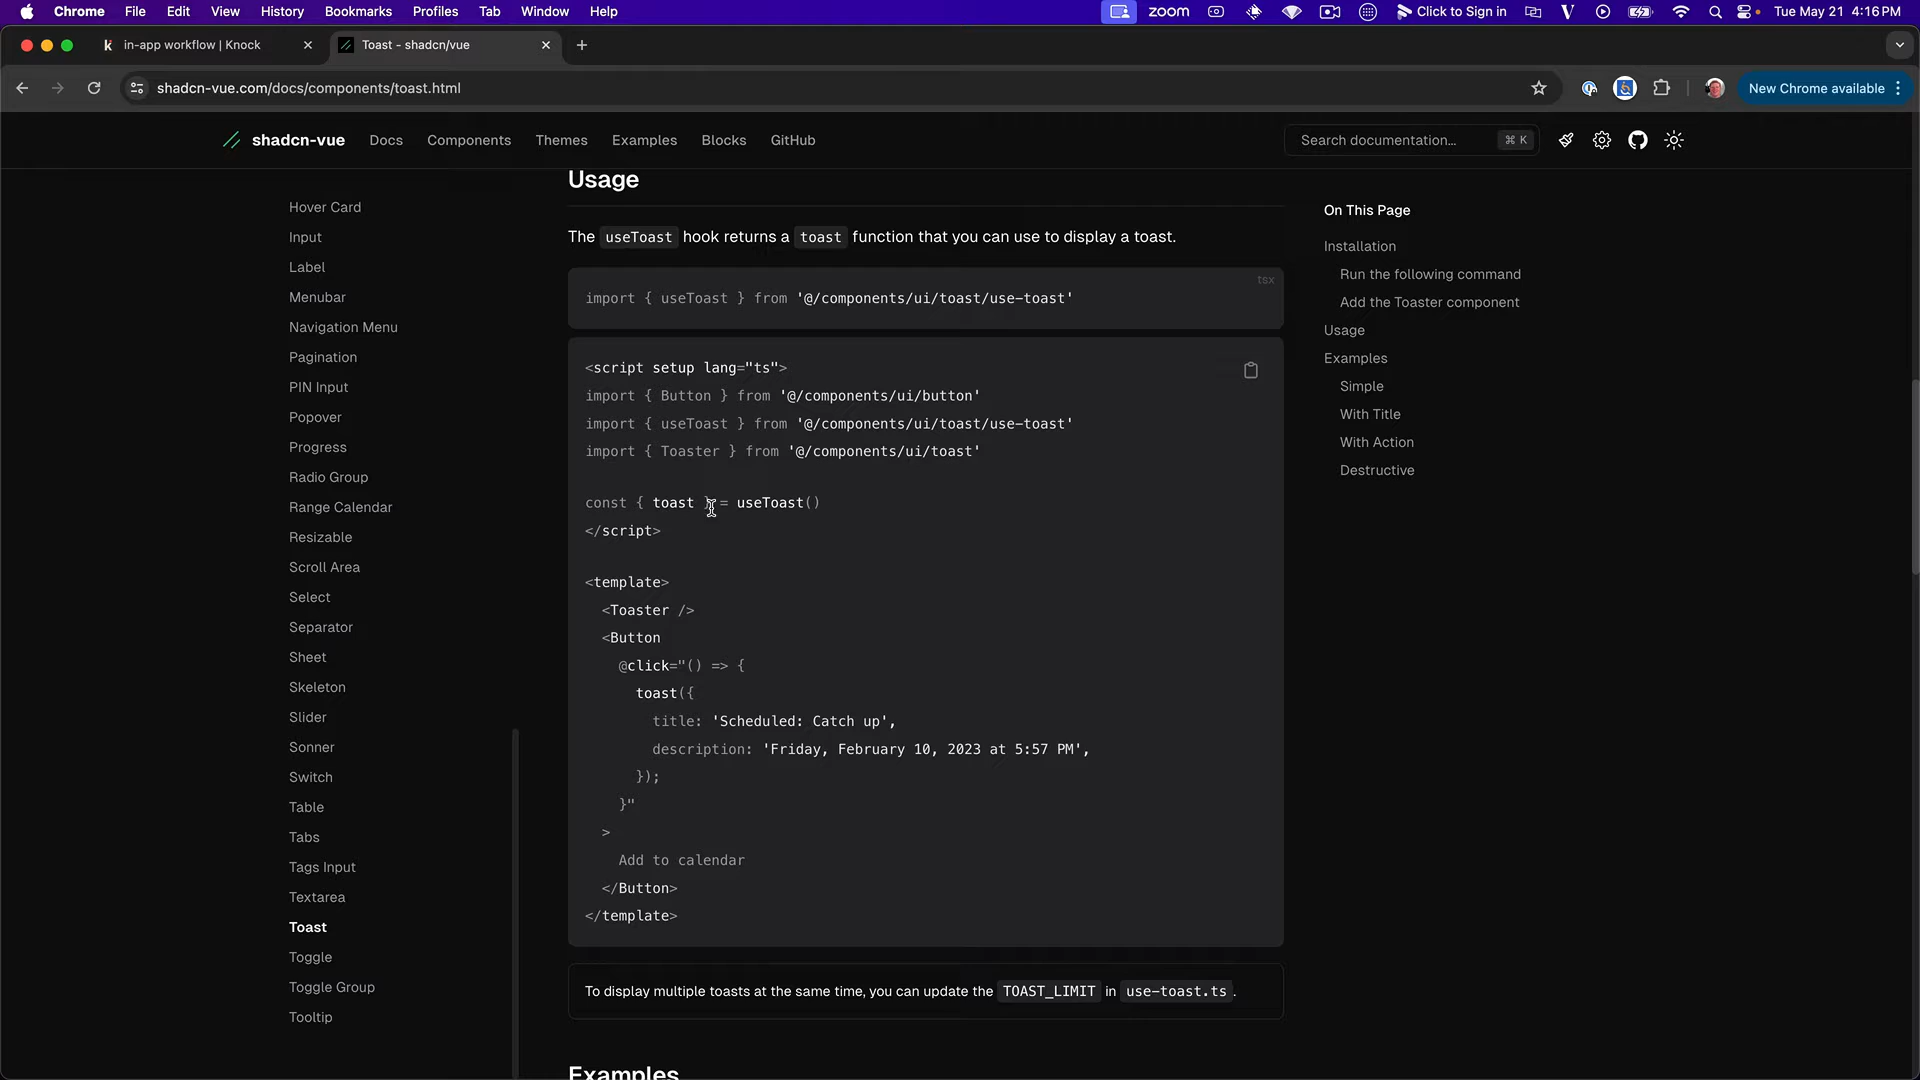 Chrome File Edit View History Bookmarks Profiles Tab Window Help zoom Click to Sign in Tue May 21 4:16 PM
in-app workflow | Knock Toast - shadcn/vue
shadcn-vue.com/docs/components/toast.html New Chrome available
shadcn-vue Docs Components Themes Examples Blocks GitHub Search documentation... ⌘ K
Hover Card
Input
Label
Menubar
Navigation Menu
Pagination
PIN Input
Popover
Progress
Radio Group
Range Calendar
Resizable
Scroll Area
Select
Separator
Sheet
Skeleton
Slider
Sonner
Switch
Table
Tabs
Tags Input
Textarea
Toast
Toggle
Toggle Group
Tooltip
Usage
The useToast hook returns a toast function that you can use to display a toast.
tsx
import { useToast } from '@/components/ui/toast/use-toast'
<script setup lang="ts">
import { Button } from '@/components/ui/button'
import { useToast } from '@/components/ui/toast/use-toast'
import { Toaster } from '@/components/ui/toast'
const { toast } = useToast()
</script>
<template>
<Toaster />
<Button
@click="() => {
toast({
title: 'Scheduled: Catch up',
description: 'Friday, February 10, 2023 at 5:57 PM',
});
}"
>
Add to calendar
</Button>
</template>
To display multiple toasts at the same time, you can update the TOAST_LIMIT in use-toast.ts.
Examples
On This Page
Installation
Run the following command
Add the Toaster component
Usage
Examples
Simple
With Title
With Action
Destructive